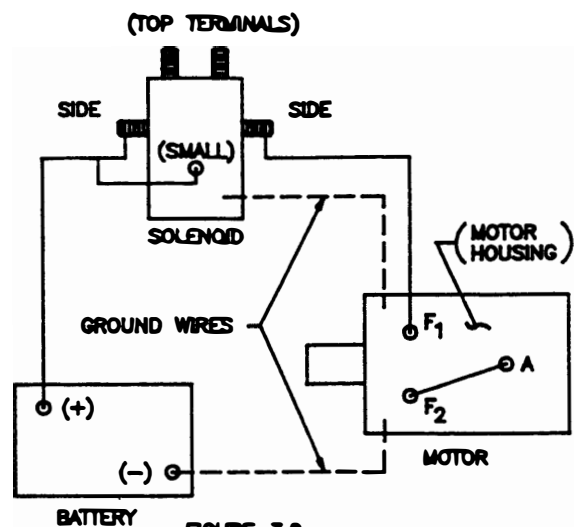 (TOP TERMINALS)
SIDE
SIDE
(SMALL)
SOLENOID
(MOTOR
HOUSING)
GROUND WIRES
F1
A
F2
(+)
(-)
MOTOR
BATTERY